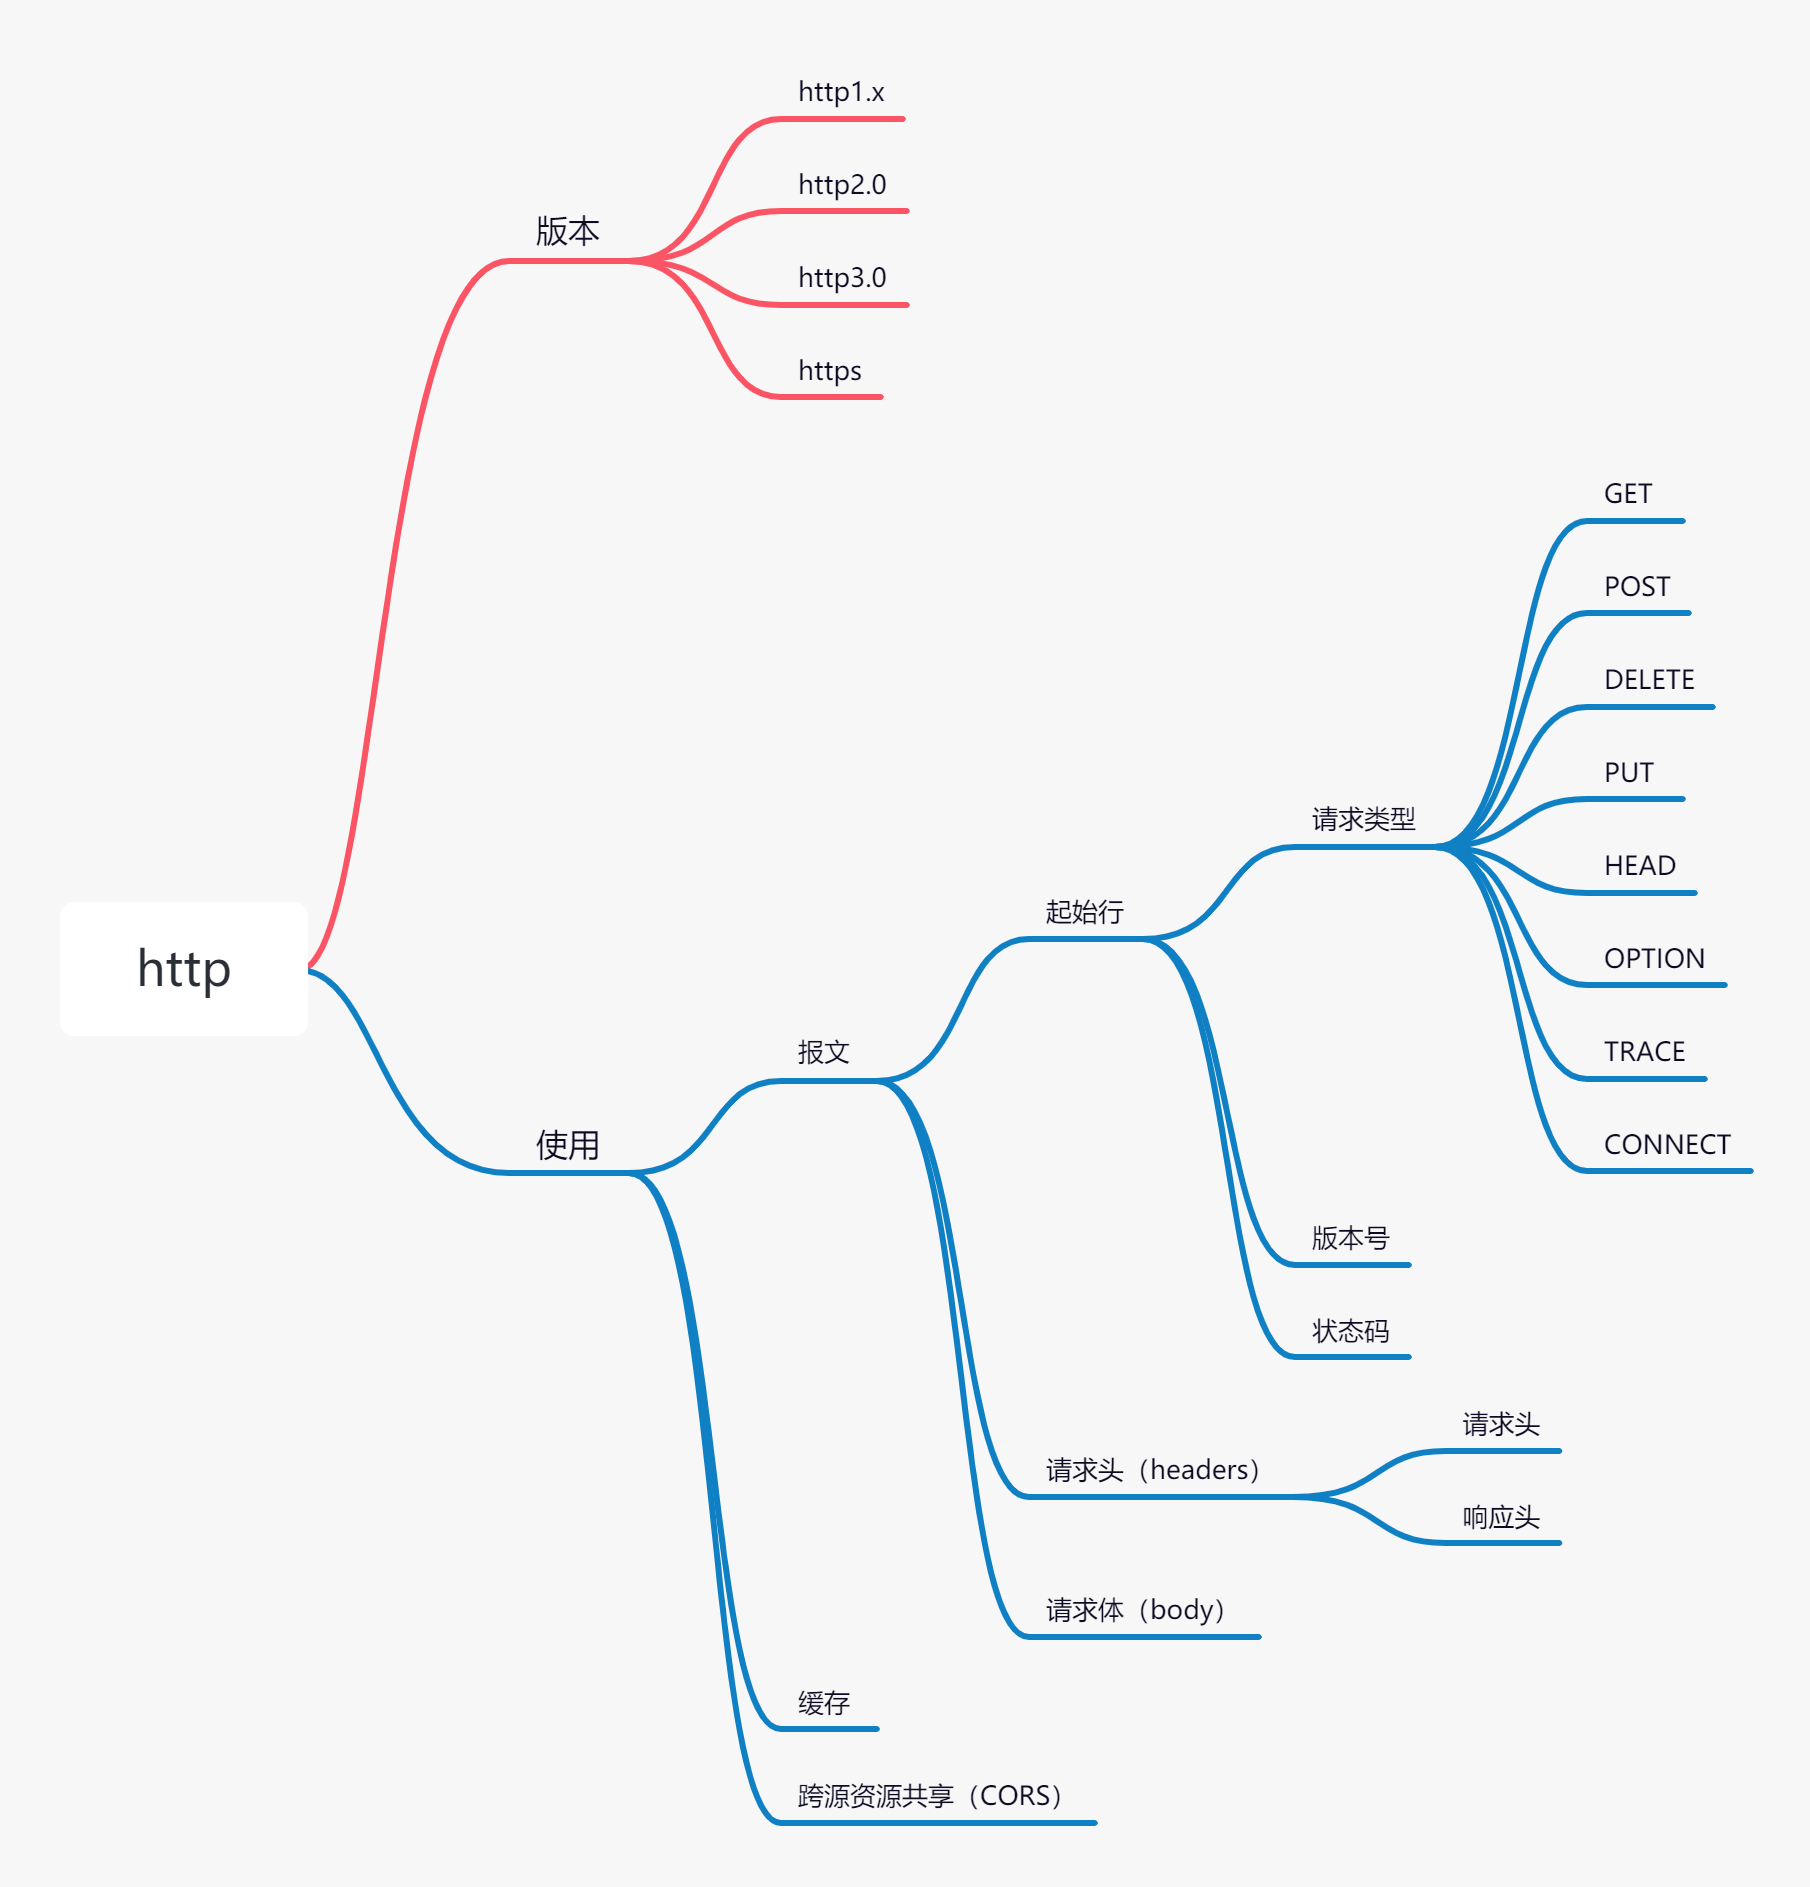 http
版本
http1.x
http2.0
http3.0
https
使用
报文
起始行
请求类型
GET
POST
DELETE
PUT
HEAD
OPTION
TRACE
CONNECT
版本号
状态码
请求头（headers）
请求头
响应头
请求体（body）
缓存
跨源资源共享（CORS）